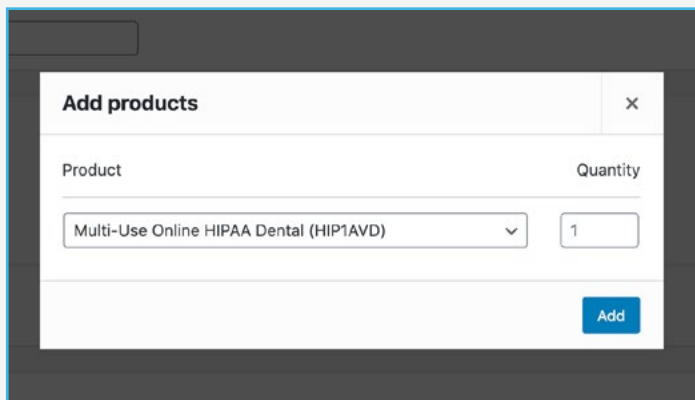 Add products
×
Product Quantity
Multi-Use Online HIPAA Dental (HIP1AVD) 1
Add